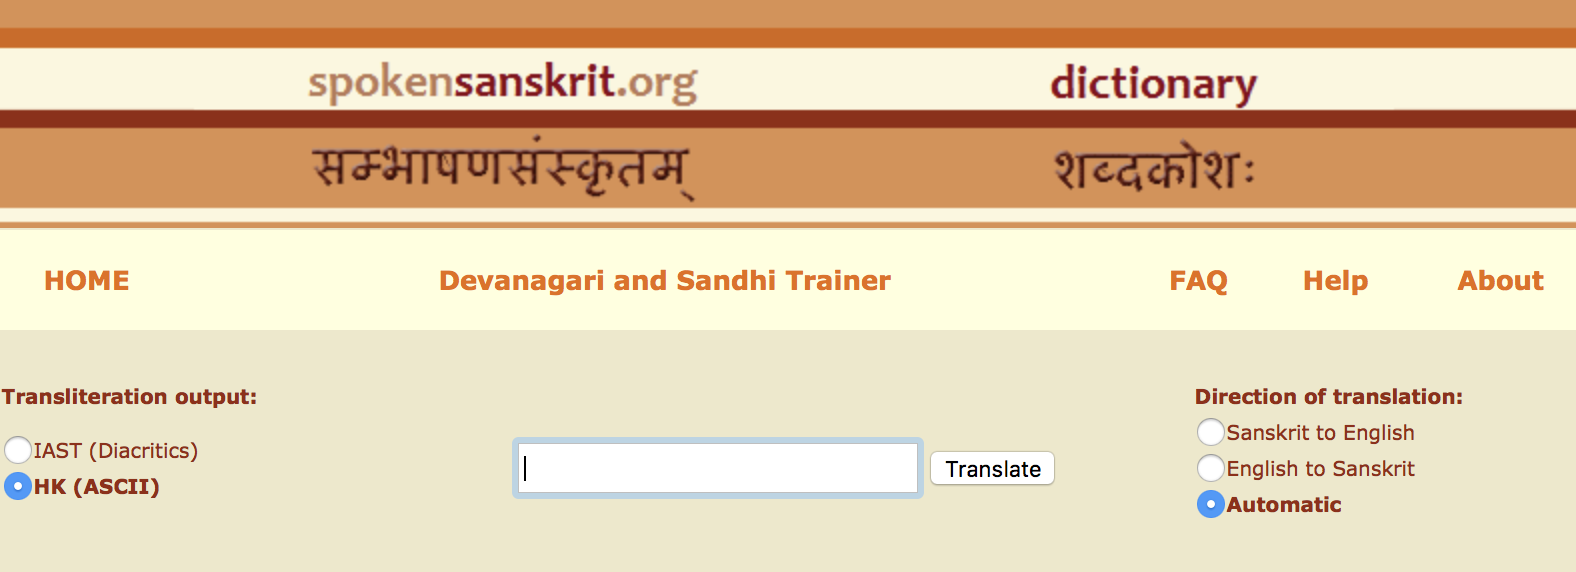 spokensanskrit.org dictionary
सम्भाषणसंस्कृतम् शब्दकोशः
HOME Devanagari and Sandhi Trainer FAQ Help About
Transliteration output: Direction of translation:
IAST (Diacritics) Sanskrit to English
Translate English to Sanskrit
HK (ASCII) Automatic